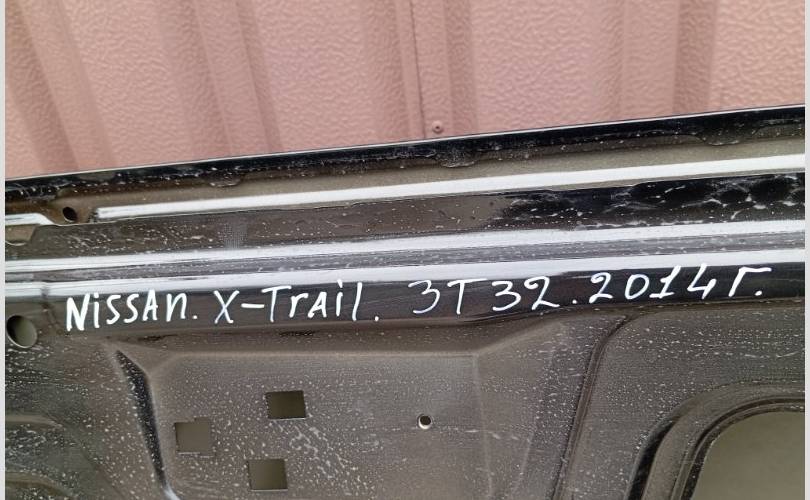 Nissan. X-Trail. 3T32. 2014г.